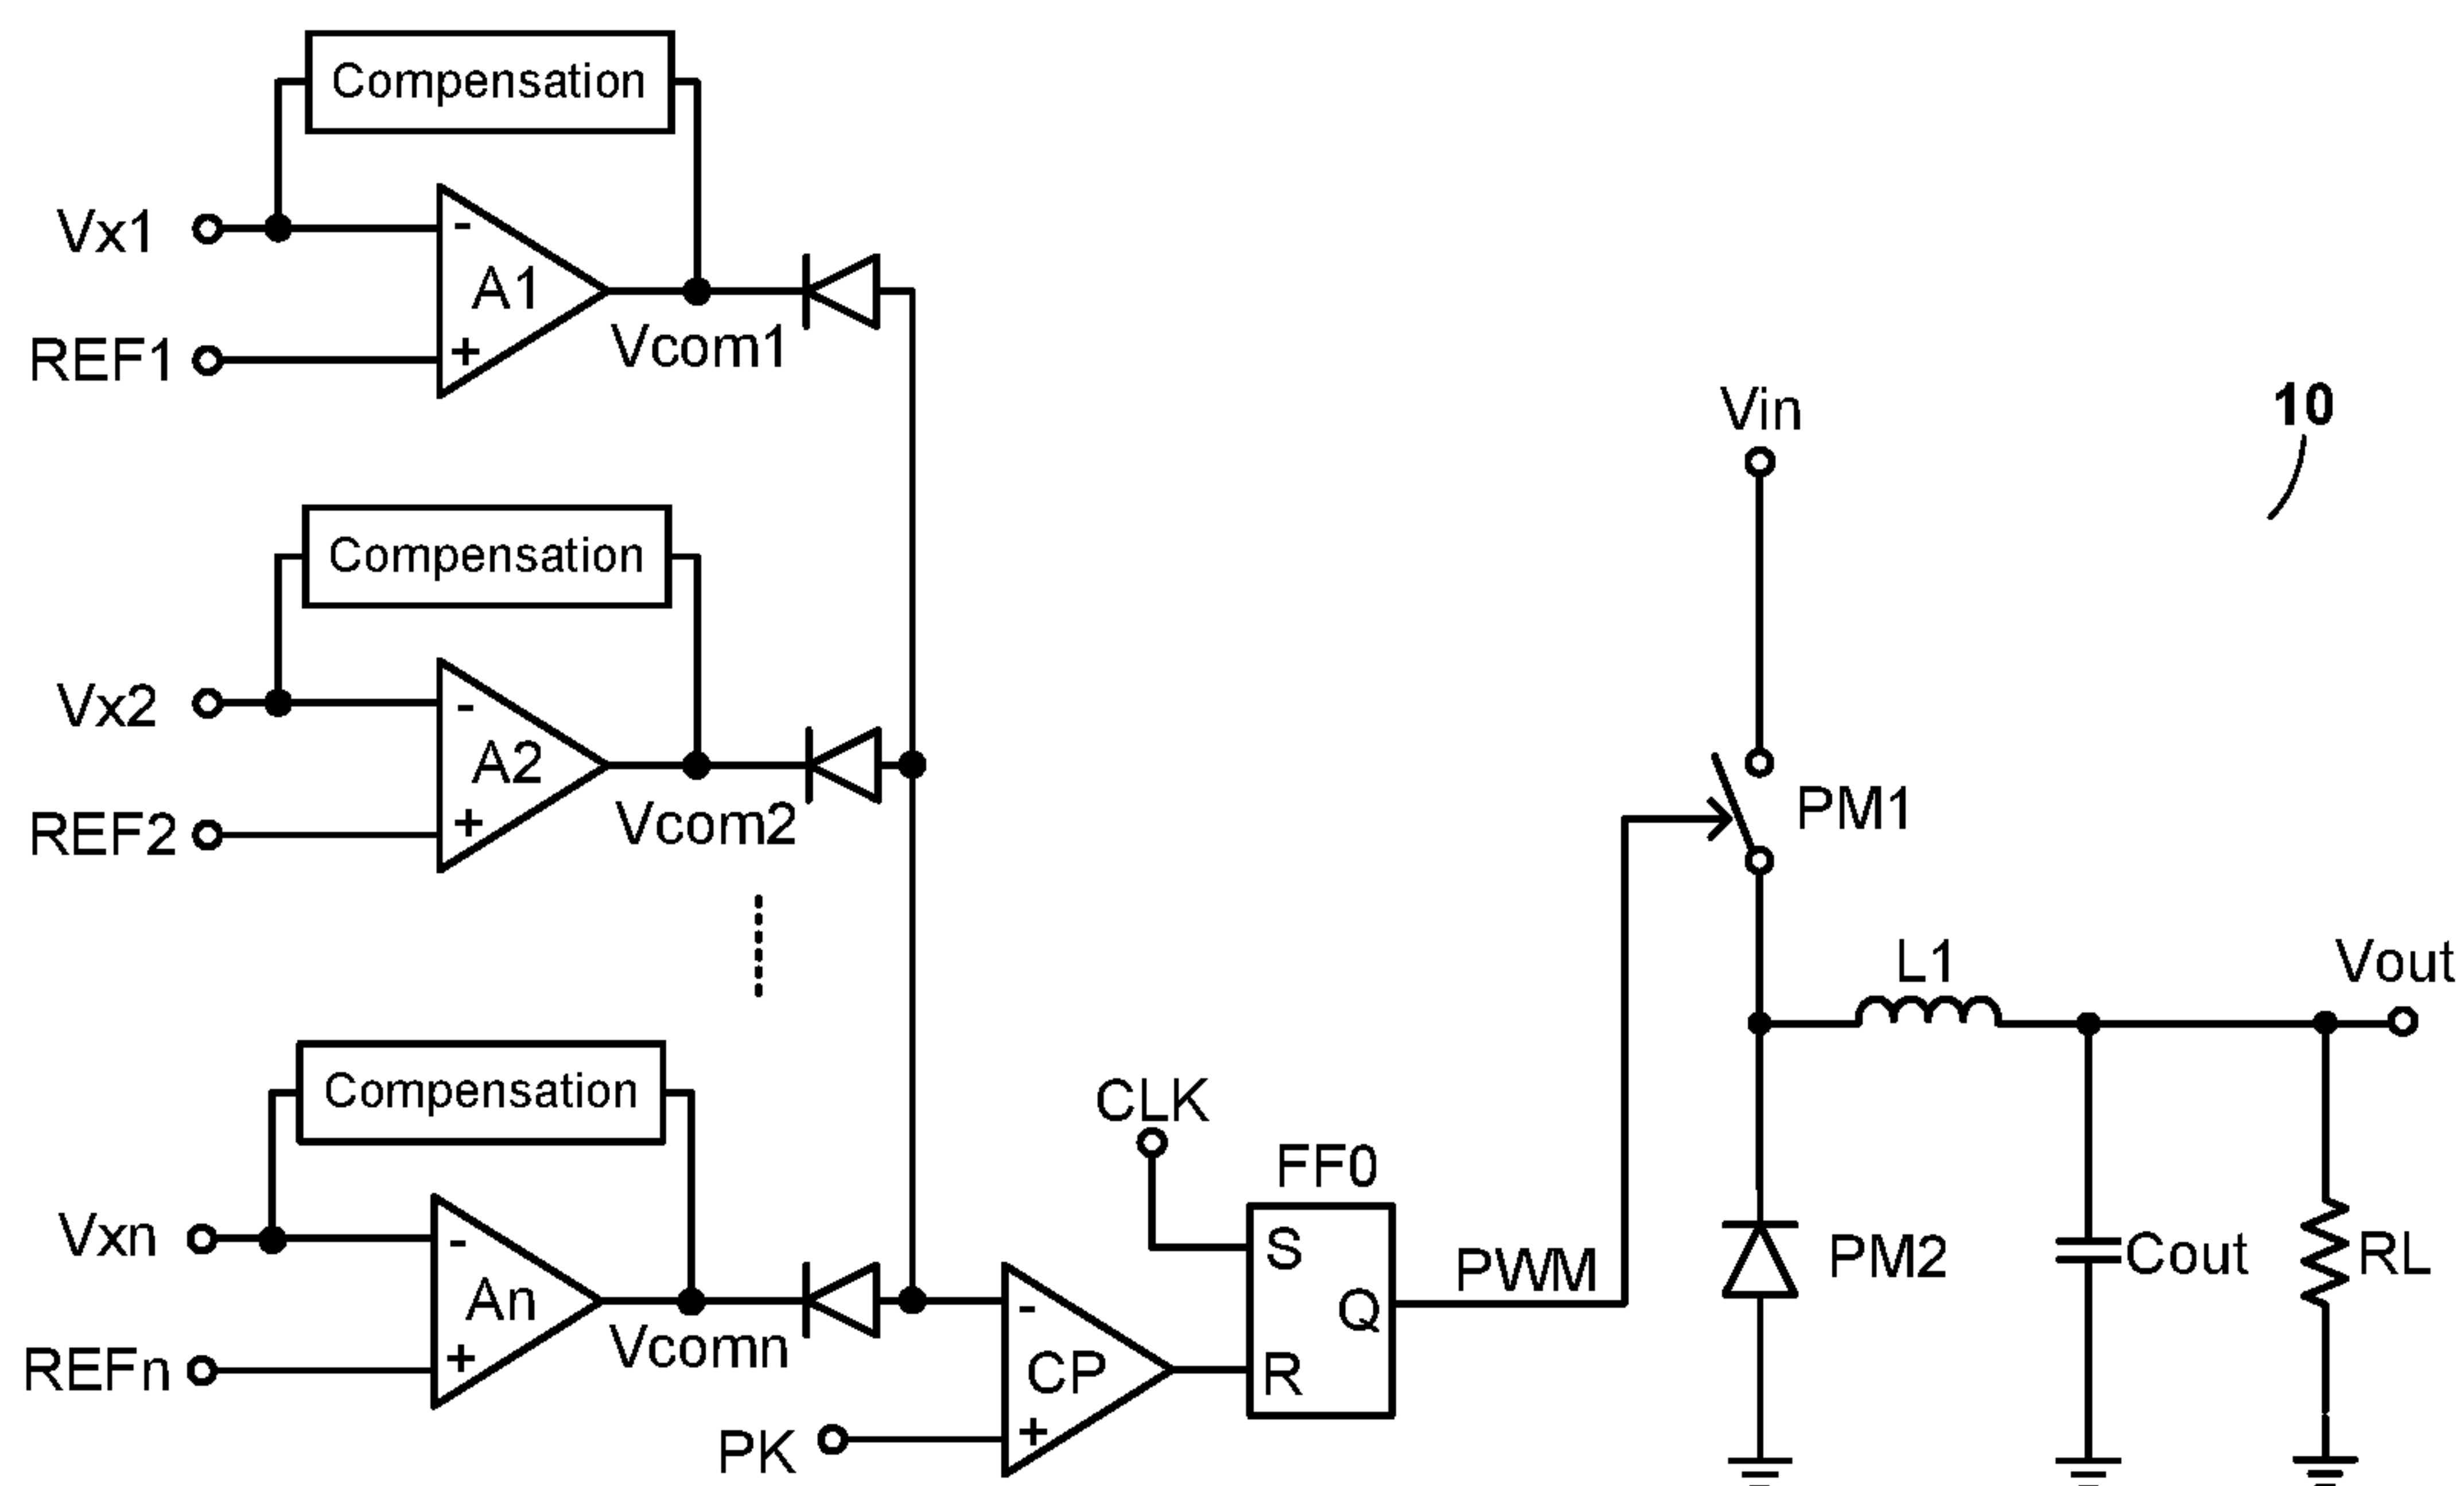 Compensation
Vx1
-
A1
REF1
+
Vcom1
Vin
10
Compensation
Vx2
-
A2
REF2
+
Vcom2
PM1
L1
Vout
Compensation
CLK
FF0
Vxn
-
An
REFn
+
Vcomn
-
CP
PK
+
S
Q
R
PWM
PM2
Cout
RL